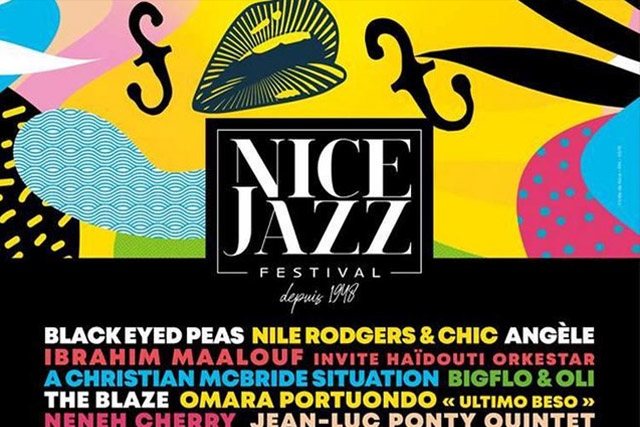 NICE
JAZZ
FESTIVAL
depuis 1948
BLACK EYED PEAS NILE RODGERS & CHIC ANGÈLE
IBRAHIM MAALOUF INVITE HAÏDOUTI ORKESTAR
A CHRISTIAN MCBRIDE SITUATION BIGFLO & OLI
THE BLAZE OMARA PORTUONDO « ULTIMO BESO »
NENEH CHERRY JEAN-LUC PONTY QUINTET